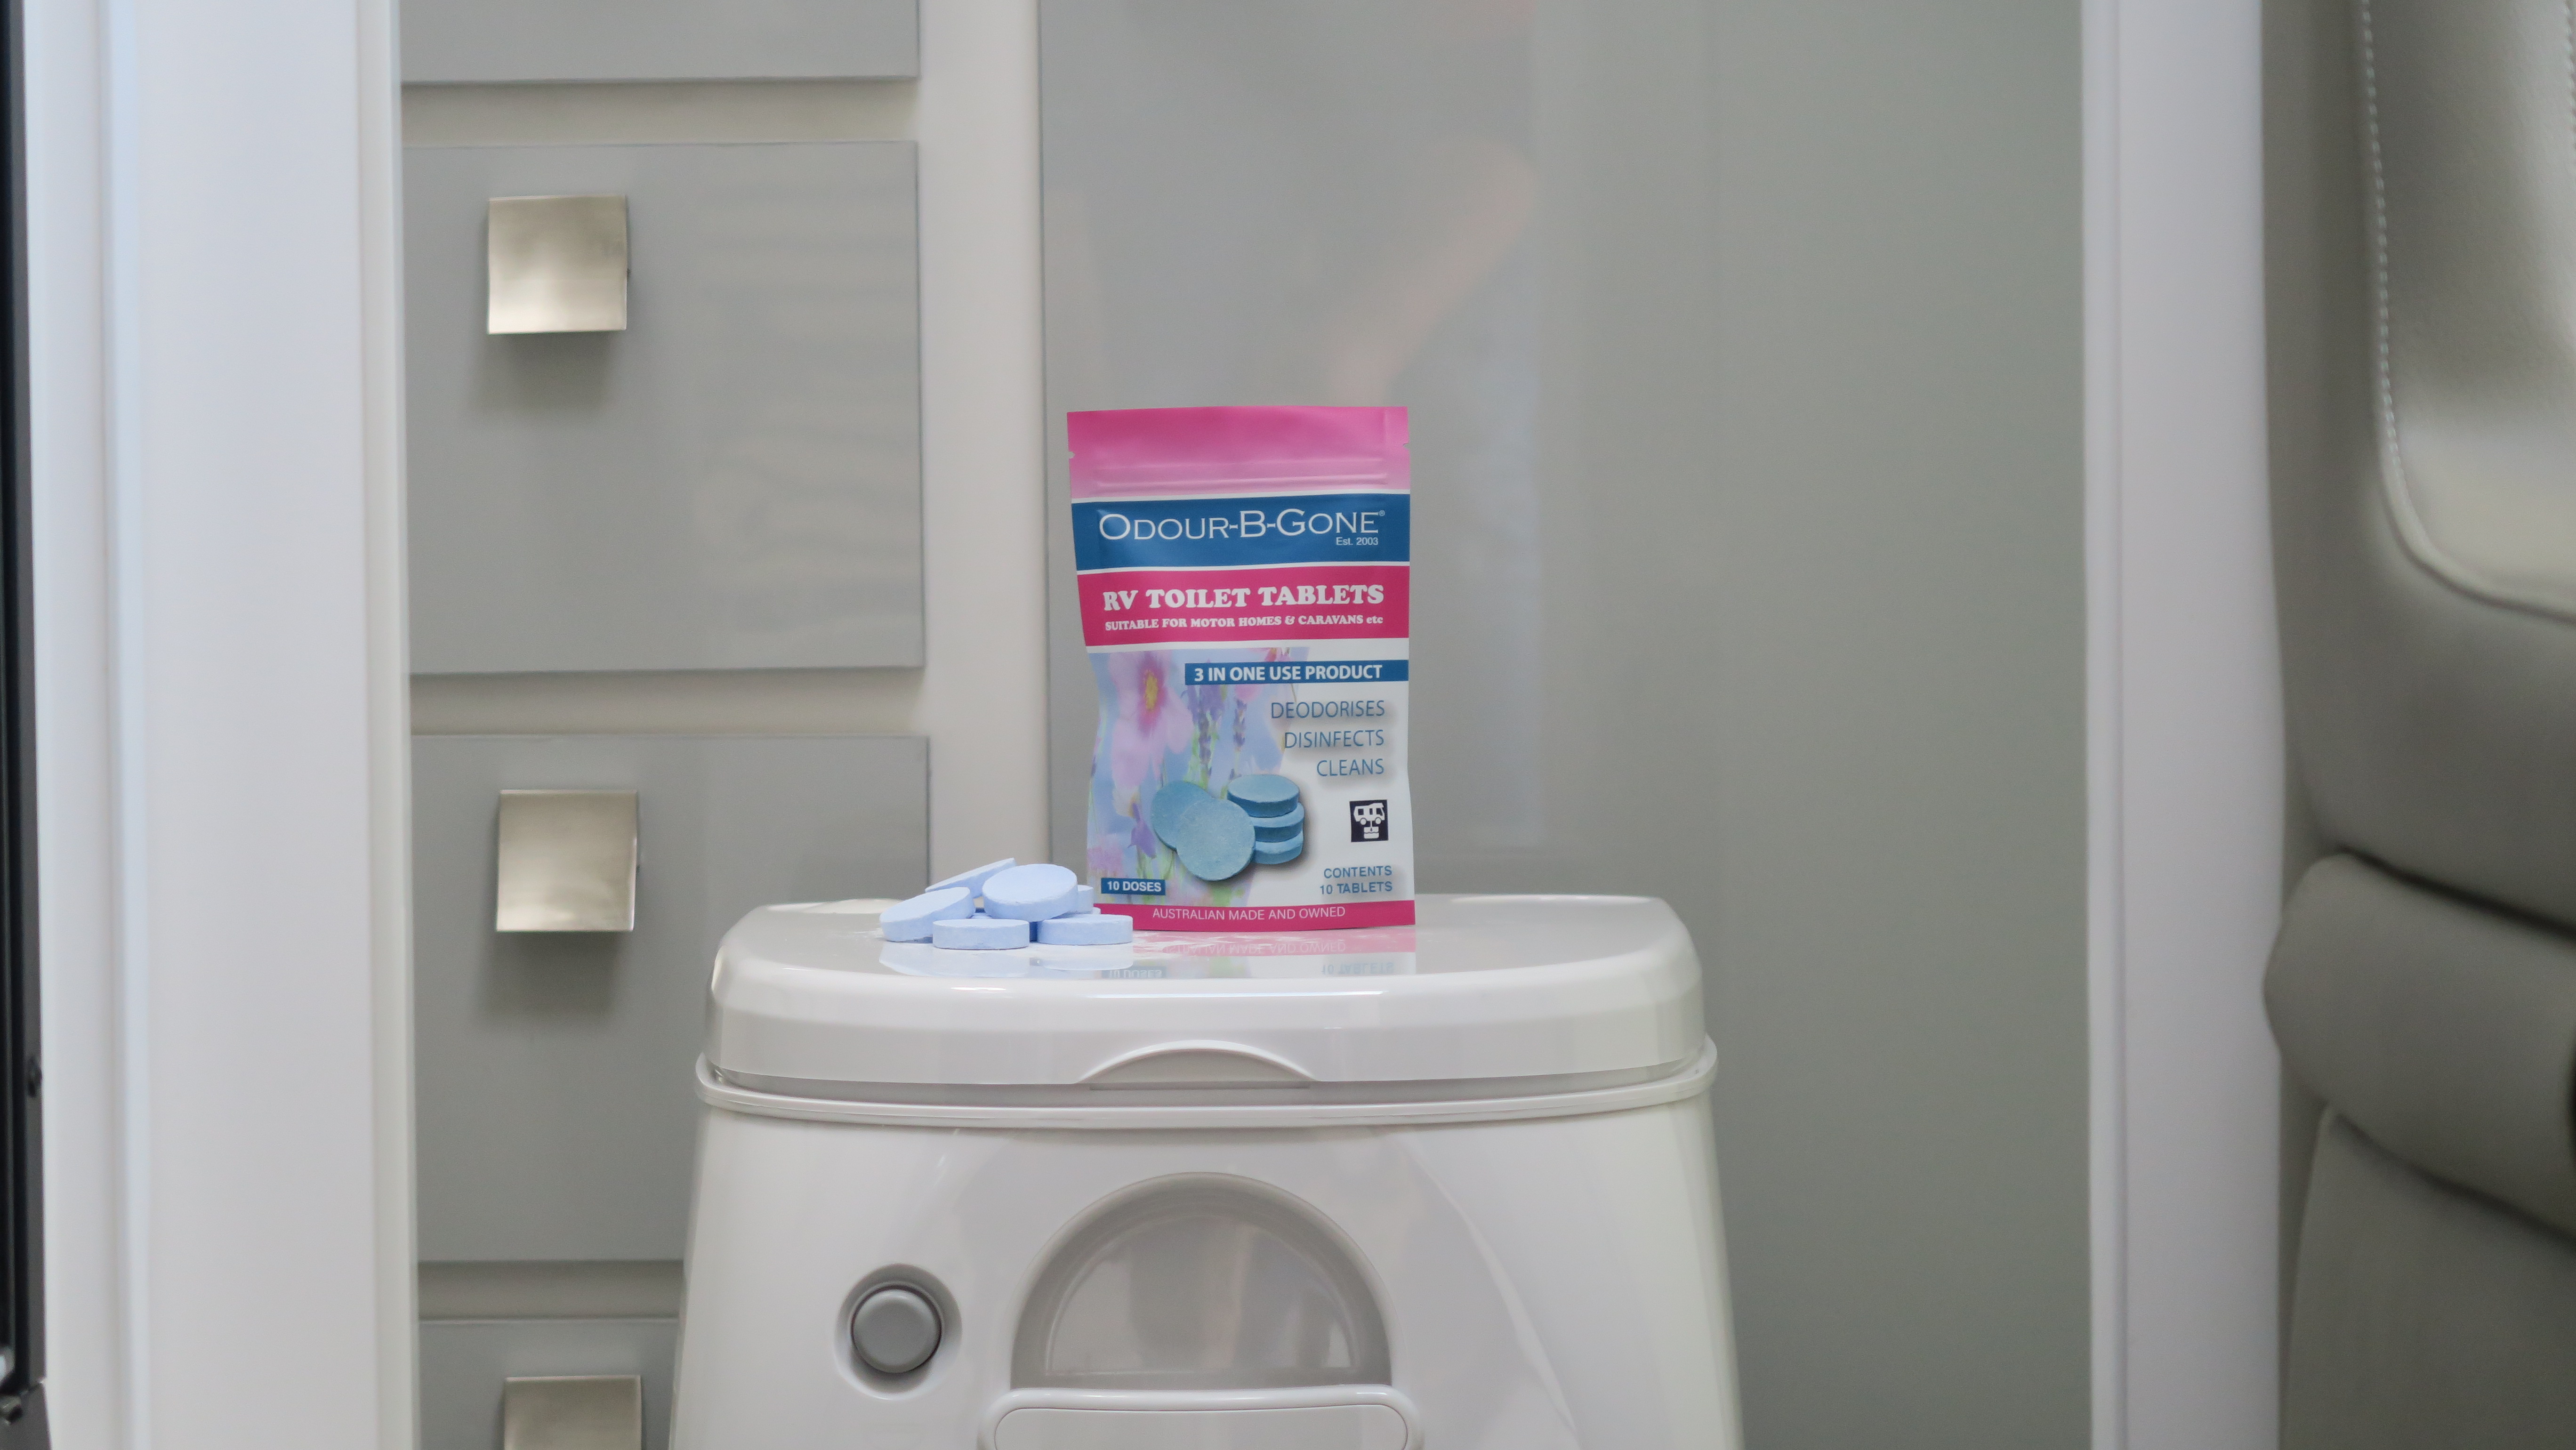 ODOUR-B-GONE®
Est. 2003
RV TOILET TABLETS
SUITABLE FOR MOTOR HOMES & CARAVANS etc
3 IN ONE USE PRODUCT
DEODORISES
DISINFECTS
CLEANS
CONTENTS
10 TABLETS
10 DOSES
AUSTRALIAN MADE AND OWNED